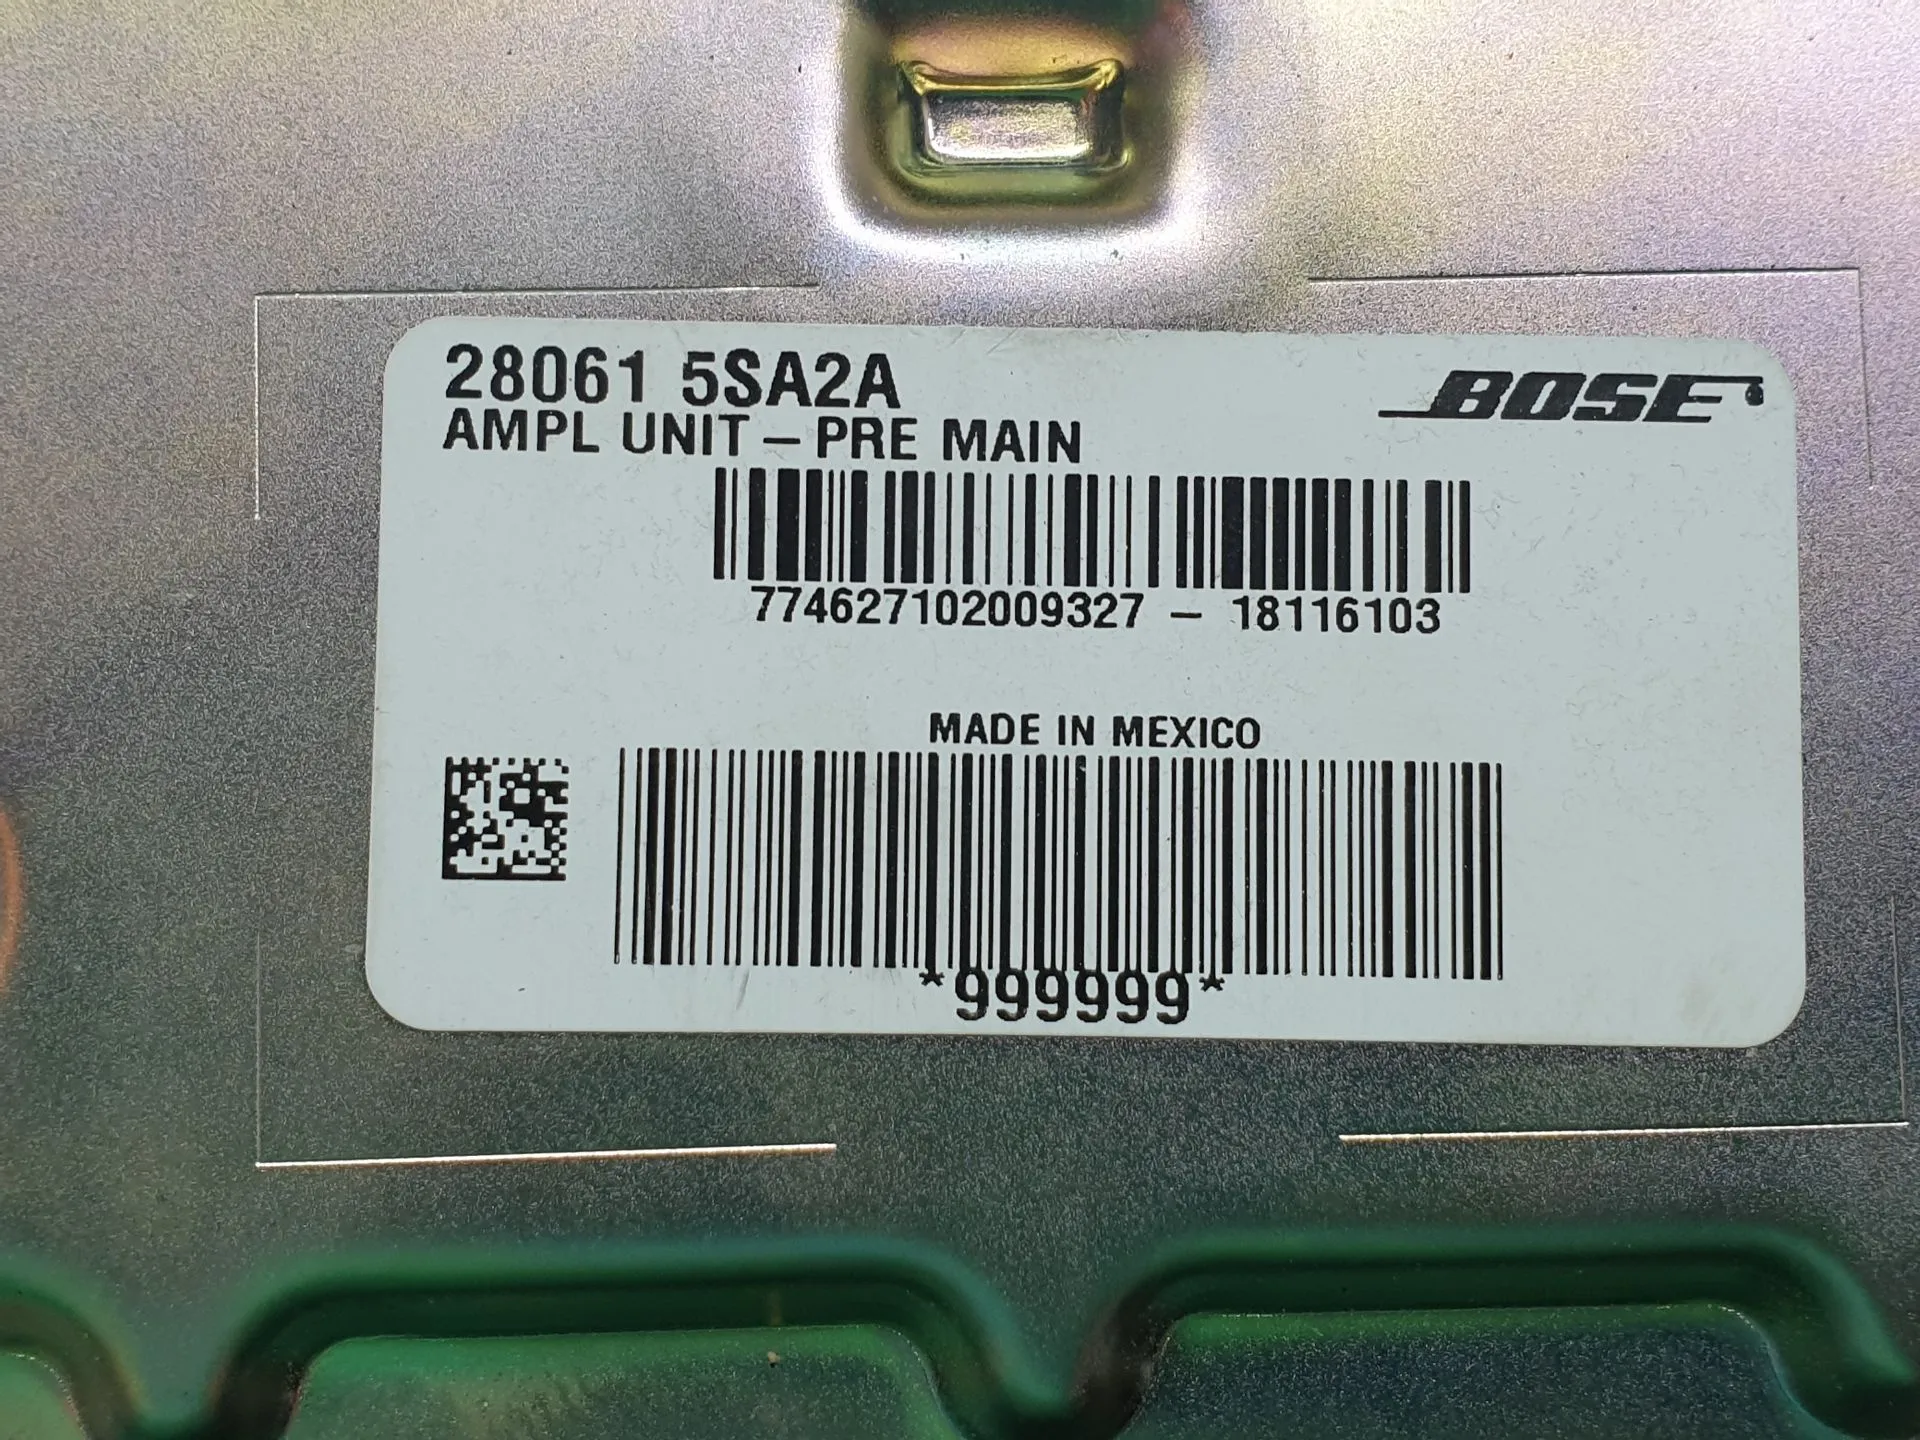 28061 5SA2A
BOSE
AMPL UNIT – PRE MAIN
774627102009327 – 18116103
MADE IN MEXICO
*999999*